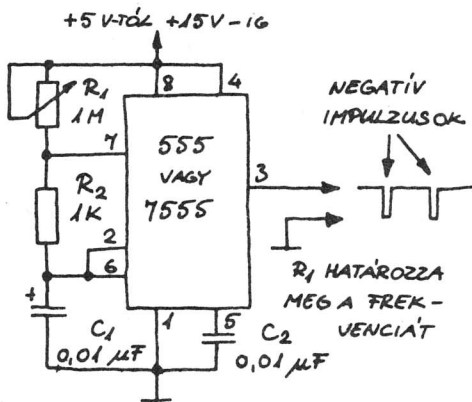 +5 V-TÓL +15V-IG
R₁
1M
8
4
7
555
VAGY
7555
3
NEGATÍV
IMPULZUSOK
R₂
1K
2
6
+
C₁
0,01 µF
1
5
C₂
0,01 µF
R₁ HATÁROZZA
MEG A FREK-
VENCIÁT